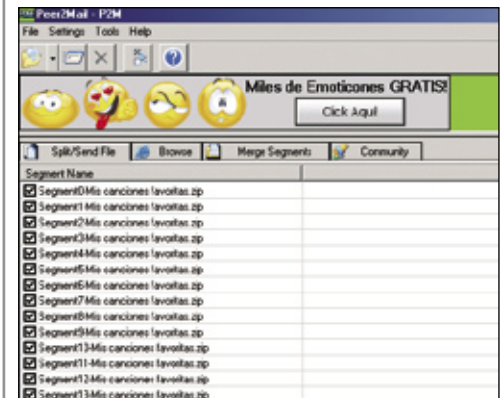 Peer2Mail - P2M
File Settings Tools Help
Miles de Emoticones GRATIS!
Click Aquí
Split/Send File Browse Merge Segments Community
Segment Name
Segment0-Mis canciones favoritas.zip
Segment1-Mis canciones favoritas.zip
Segment2-Mis canciones favoritas.zip
Segment3-Mis canciones favoritas.zip
Segment4-Mis canciones favoritas.zip
Segment5-Mis canciones favoritas.zip
Segment6-Mis canciones favoritas.zip
Segment7-Mis canciones favoritas.zip
Segment8-Mis canciones favoritas.zip
Segment9-Mis canciones favoritas.zip
Segment10-Mis canciones favoritas.zip
Segment11-Mis canciones favoritas.zip
Segment12-Mis canciones favoritas.zip
Segment13-Mis canciones favoritas.zip